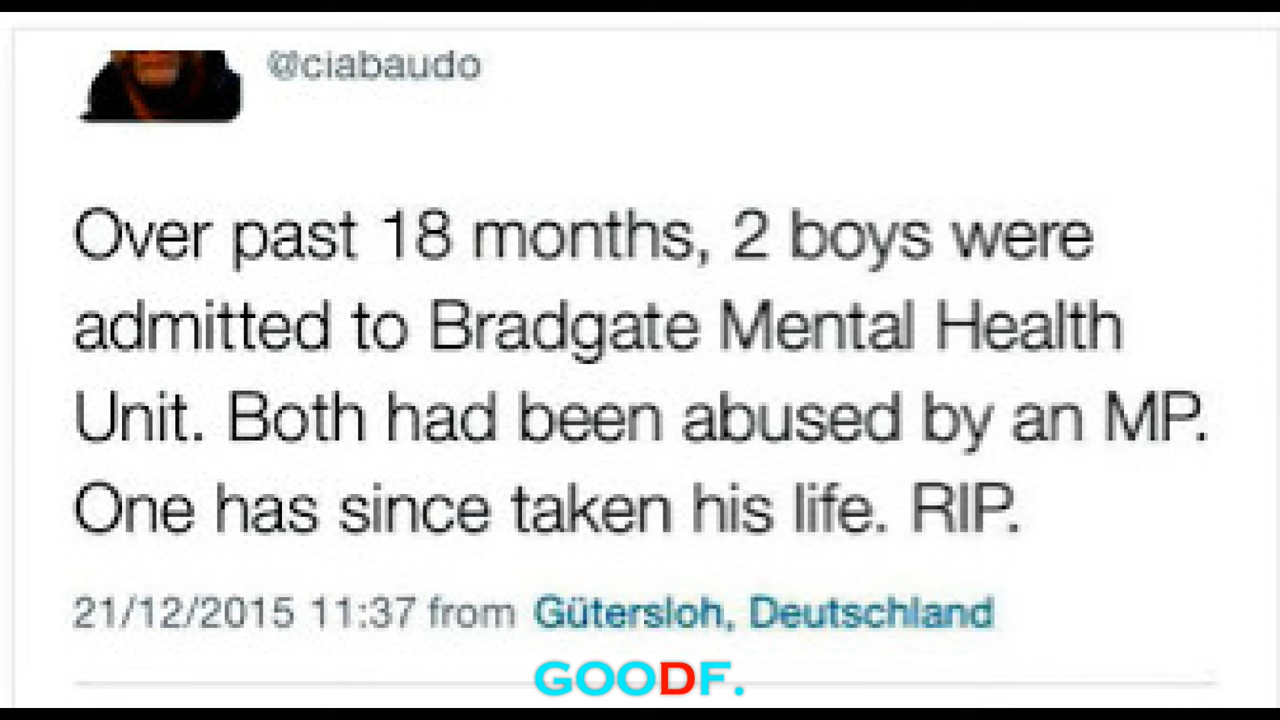 @ciabaudo
Over past 18 months, 2 boys were
admitted to Bradgate Mental Health
Unit. Both had been abused by an MP.
One has since taken his life. RIP.
21/12/2015 11:37 from Gütersloh, Deutschland
GOODF.